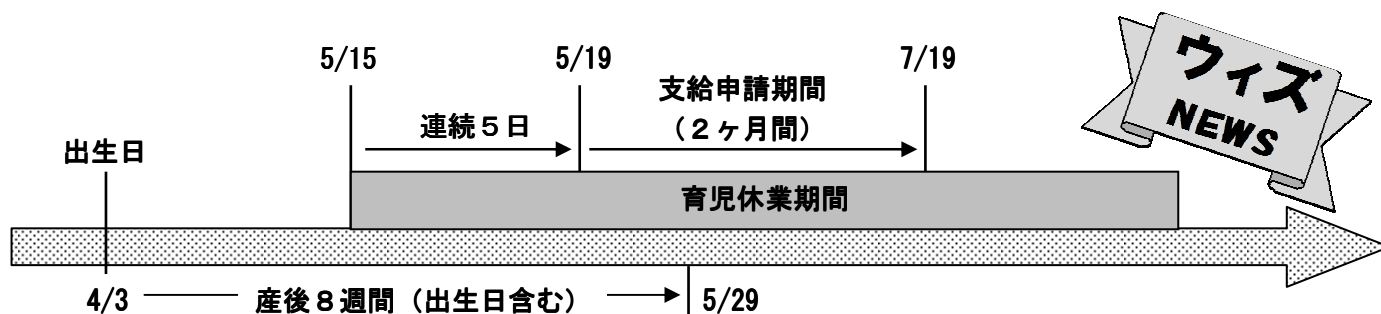 5/15
5/19
7/19
支給申請期間
（２ヶ月間）
連続５日
ウィズ
NEWS
出生日
育児休業期間
4/3
産後８週間（出生日含む）
5/29